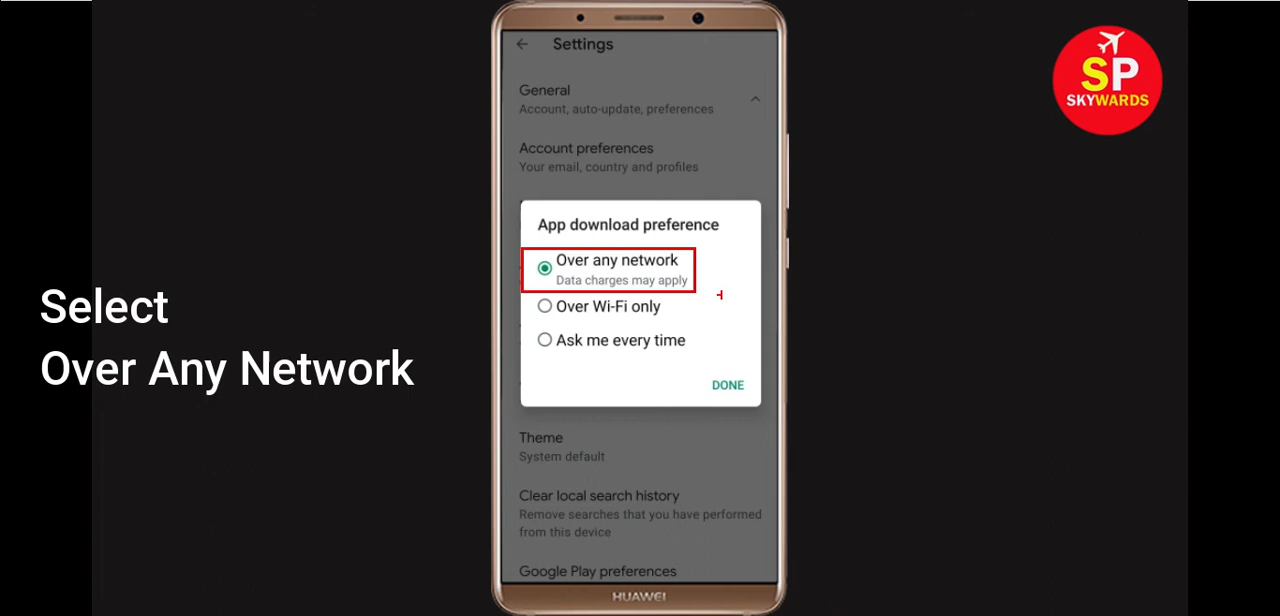 Settings
General
Account, auto-update, preferences
Account preferences
Your email, country and profiles
App download preference
Over any network
Data charges may apply
Over Wi-Fi only
Ask me every time
DONE
Theme
System default
Clear local search history
Remove searches that you have performed
from this device
Google Play preferences
HUAWEI
Select
Over Any Network
SP
SKYWARDS